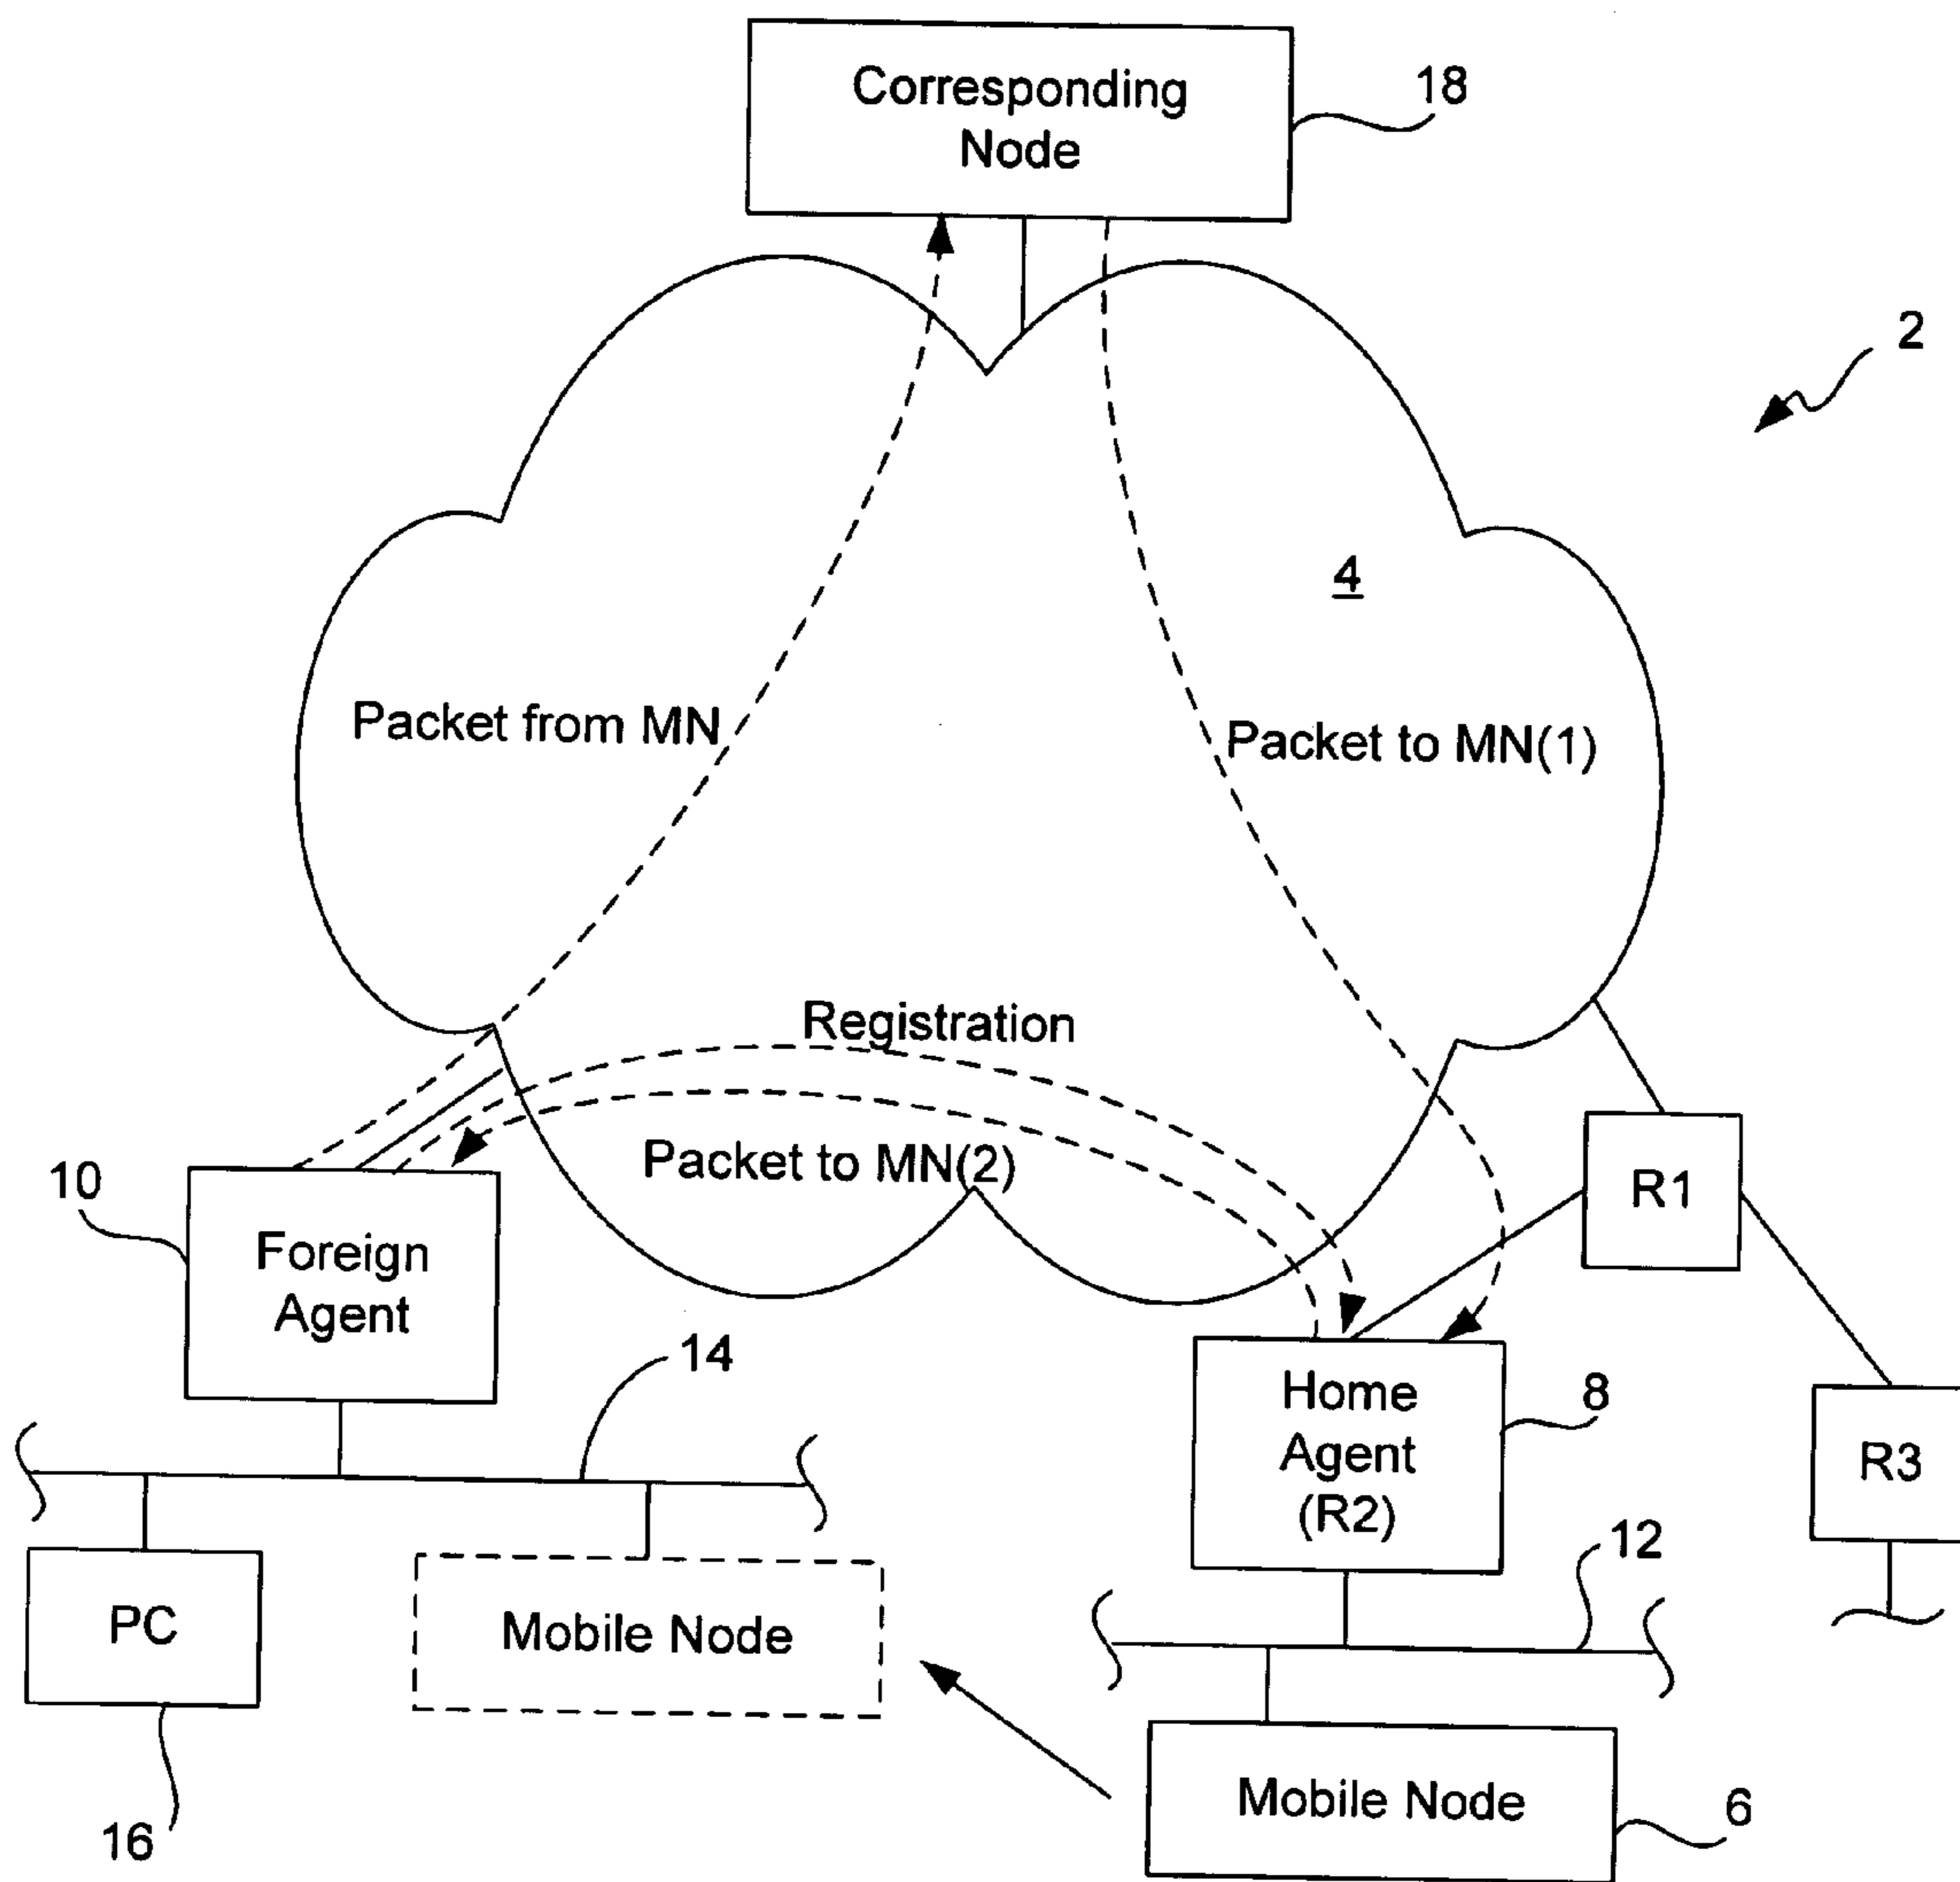 Corresponding
Node
18
2
4
Packet from MN
Packet to MN(1)
Registration
Packet to MN(2)
10
Foreign
Agent
R1
14
Home
Agent
(R2)
8
R3
12
PC
Mobile Node
Mobile Node
6
16